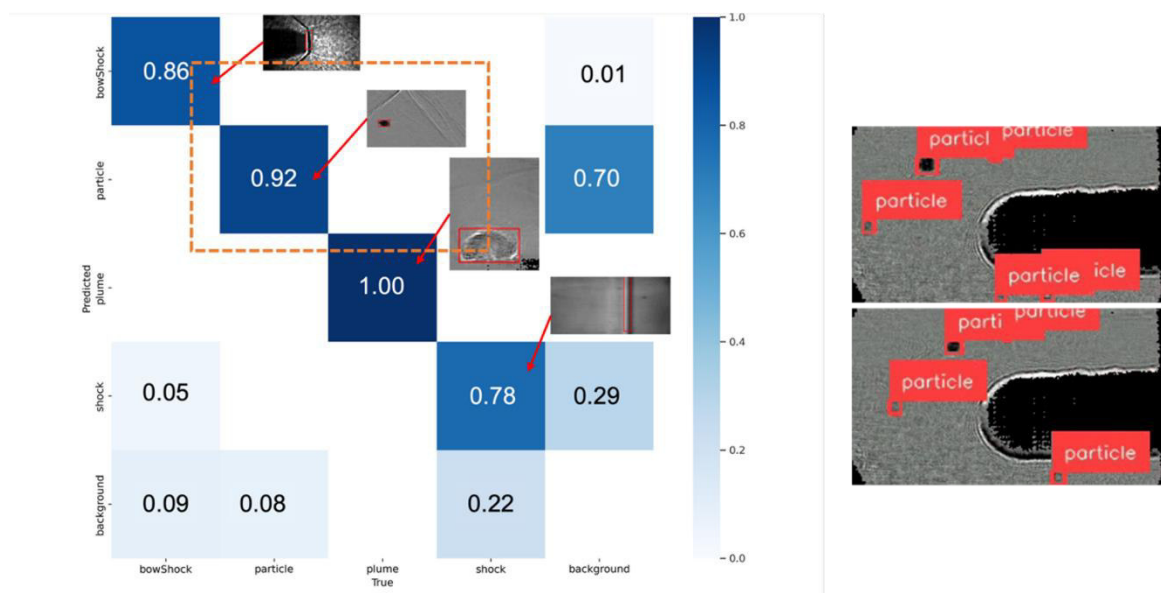 bowShock
0.86
0.01
particle
0.92
0.70
Predicted
plume
1.00
shock
0.05
0.78
0.29
background
0.09
0.08
0.22
bowShock
particle
plume
shock
background
True
1.0
0.8
0.6
0.4
0.2
0.0
particl
particle
particle
particle
icle
parti
particle
particle
particle